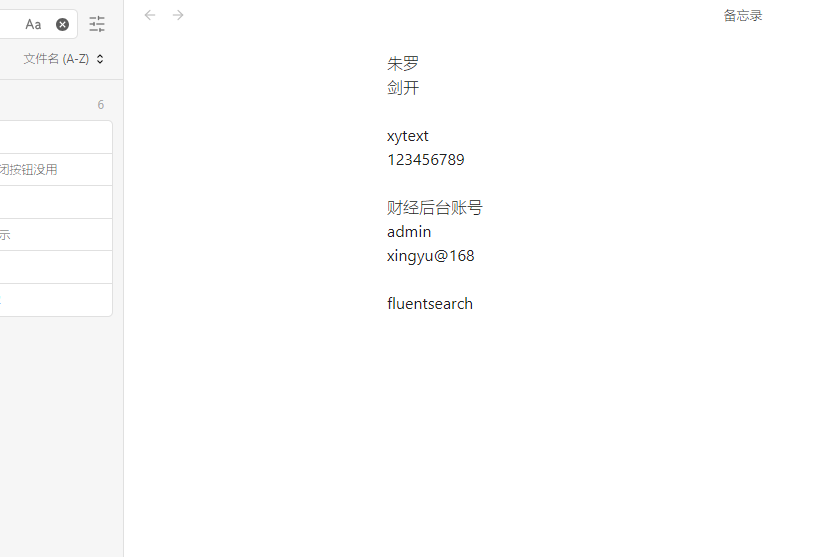 Aa
备忘录
文件名 (A-Z)
6
闭按钮没用
示
朱罗
剑开
xytext
123456789
财经后台账号
admin
xingyu@168
fluentsearch